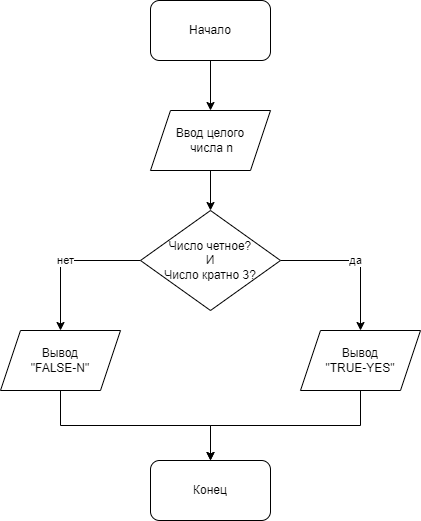 Начало
Ввод целого
числа n
Число четное?
И
Число кратно 3?
нет
да
Вывод
"FALSE-N"
Вывод
"TRUE-YES"
Конец